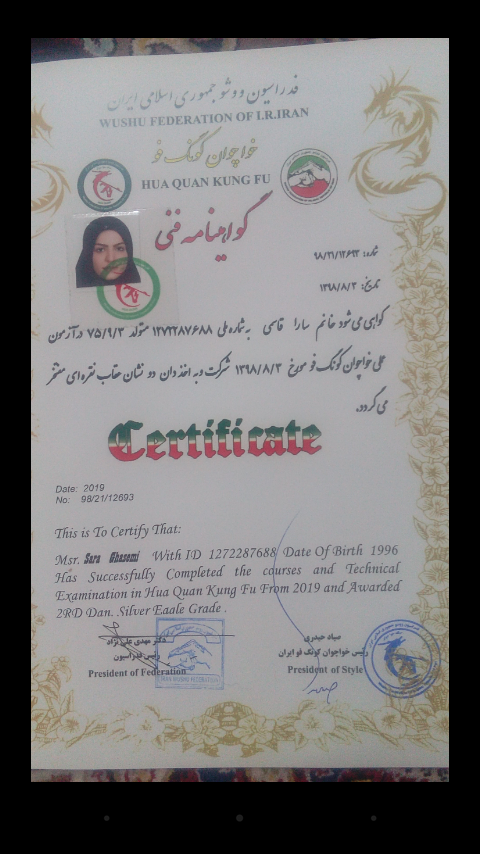 فدراسیون ووشو جمهوری اسلامی ایران
WUSHU FEDERATION OF I.R.IRAN
خواچوان کونگ فو
HUA QUAN KUNG FU
گواهینامه فنی
شماره: ۹۸/۲۱/۱۲۶۹۳
تاریخ: ۱۳۹۸/۸/۳
گواهی می شود خانم سارا قاسمی به شماره ملی ۱۲۷۲۲۸۷۶۸۸ متولد ۷۵/۹/۳ در آزمون
عملی خواچوان کونگ فو مورخ ۱۳۹۸/۸/۳ شرکت و به اخذ دان دو نشان عقاب نقره ای مفتخر
می گردد.
Certificate
Date: 2019
No: 98/21/12693
This is To Certify That:
Msr. Sara Ghasemi With ID 1272287688 Date Of Birth 1996
Has Successfully Completed the courses and Technical
Examination in Hua Quan Kung Fu From 2019 and Awarded
2RD Dan. .Silver Eaale Grade .
دکتر مهدی علی نژاد
رئیس فدراسیون
President of Federation
صیاد حیدری
رئیس خواچوان کونگ فو ایران
President of Style